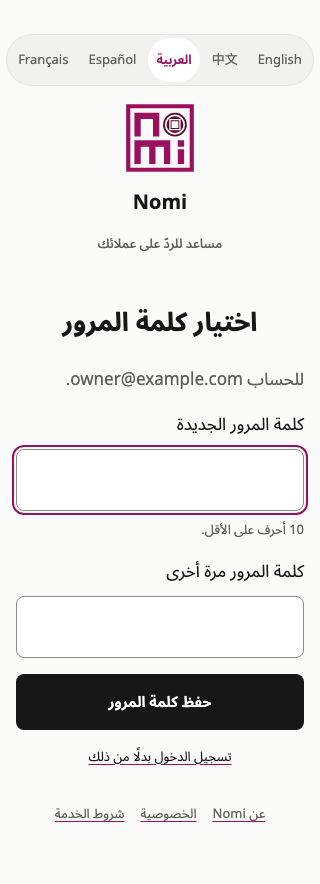 English 中文 العربية Español Français
nomi
Nomi
مساعد للردّ على عملائك
اختيار كلمة المرور
للحساب owner@example.com.
كلمة المرور الجديدة
10 أحرف على الأقل.
كلمة المرور مرة أخرى
حفظ كلمة المرور
تسجيل الدخول بدلًا من ذلك
عن Nomi الخصوصية شروط الخدمة